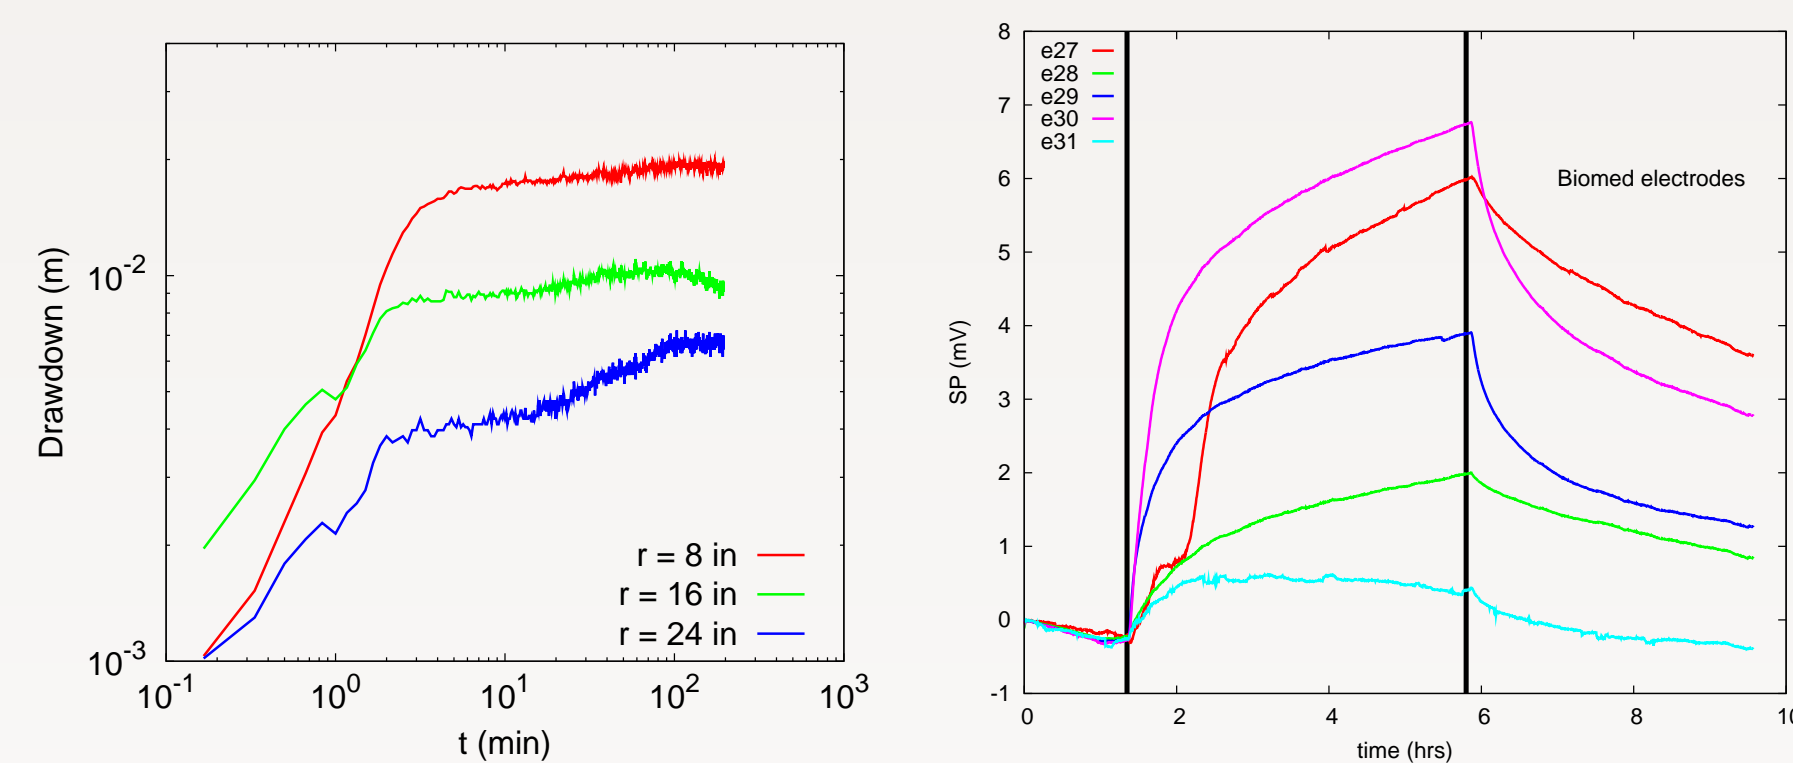 Drawdown (m)
10-2
10-3
r = 8 in
r = 16 in
r = 24 in
10-1 100 101 102 103
t (min)
8
7
6
5
4
3
2
1
0
-1
SP (mV)
e27
e28
e29
e30
e31
Biomed electrodes
0 2 4 6 8 10
time (hrs)